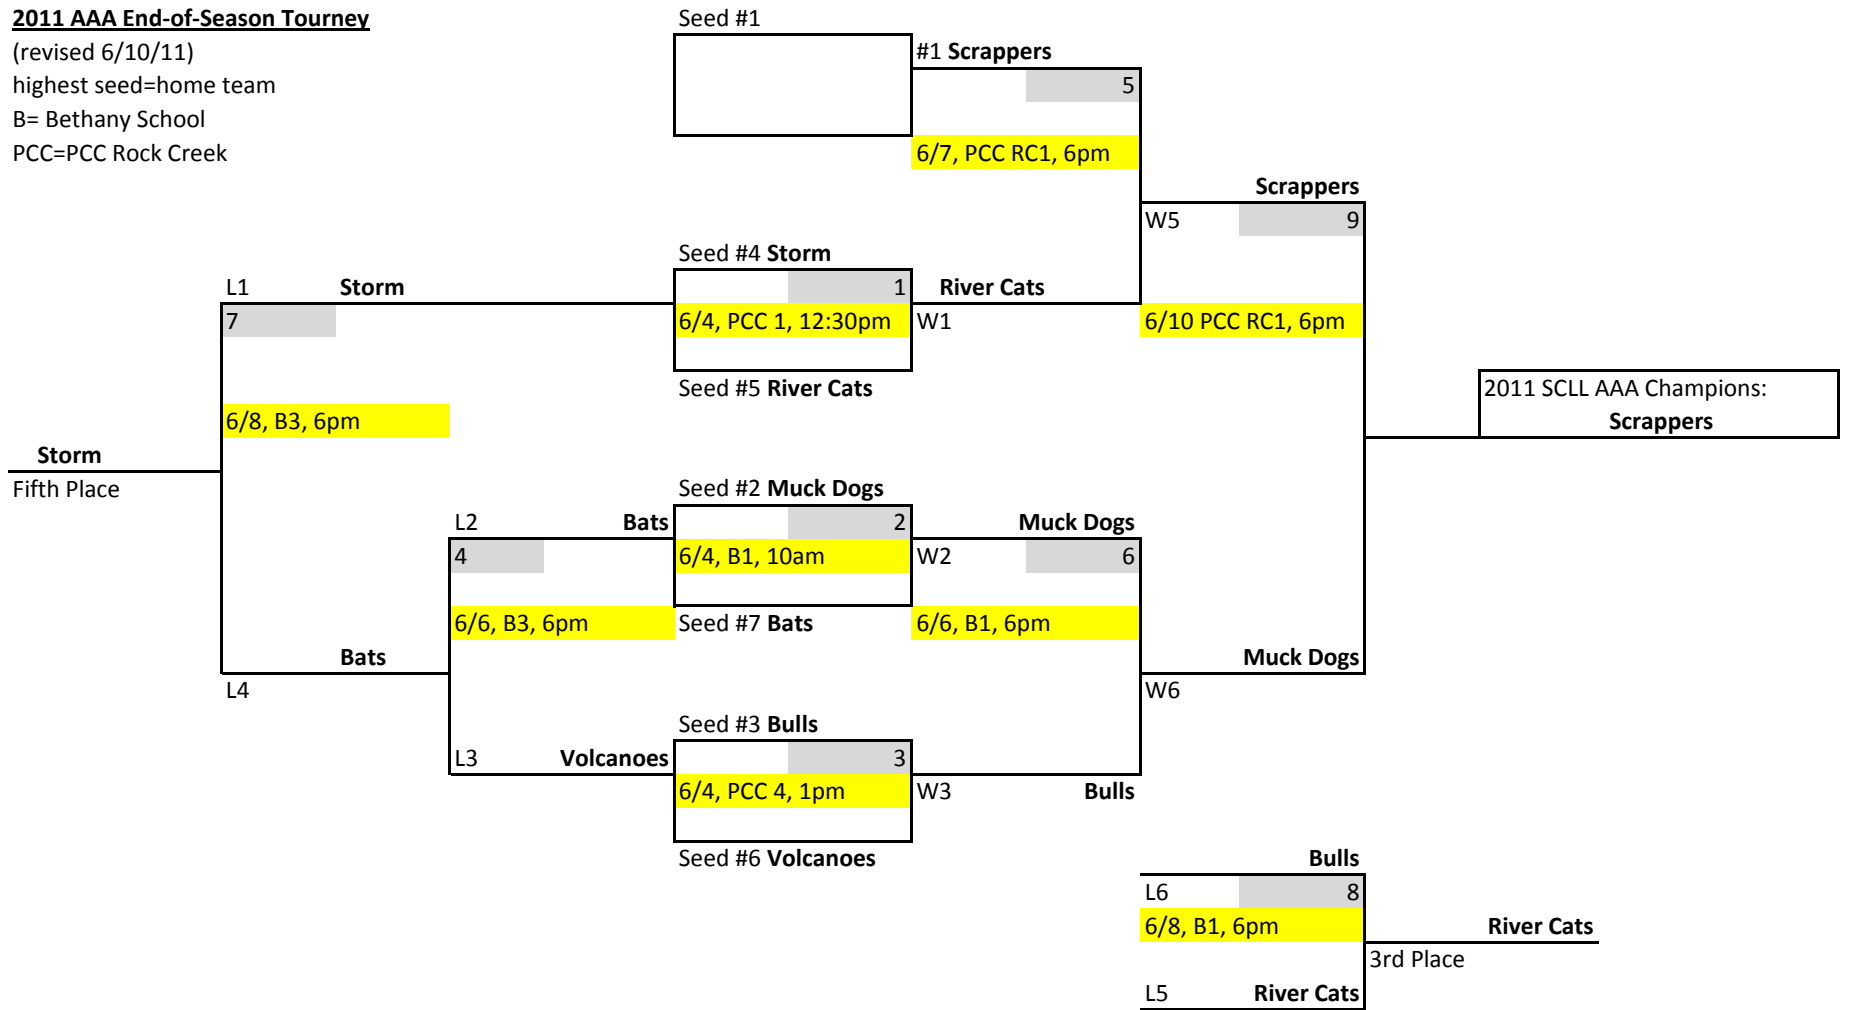 2011 AAA End-of-Season Tourney
(revised 6/10/11)
highest seed=home team
B= Bethany School
PCC=PCC Rock Creek
Seed #1
#1 Scrappers
5
6/7, PCC RC1, 6pm
Scrappers
W5 9
Seed #4 Storm
L1 Storm
1
River Cats
7
6/4, PCC 1, 12:30pm
W1
6/10 PCC RC1, 6pm
Seed #5 River Cats
2011 SCLL AAA Champions:
Scrappers
6/8, B3, 6pm
Storm
Fifth Place
Seed #2 Muck Dogs
L2 Bats
2
Muck Dogs
4
6/4, B1, 10am
W2 6
6/6, B3, 6pm
Seed #7 Bats
6/6, B1, 6pm
Bats
Muck Dogs
L4
W6
Seed #3 Bulls
L3 Volcanoes
3
6/4, PCC 4, 1pm
W3 Bulls
Seed #6 Volcanoes
Bulls
L6 8
6/8, B1, 6pm
River Cats
3rd Place
L5 River Cats